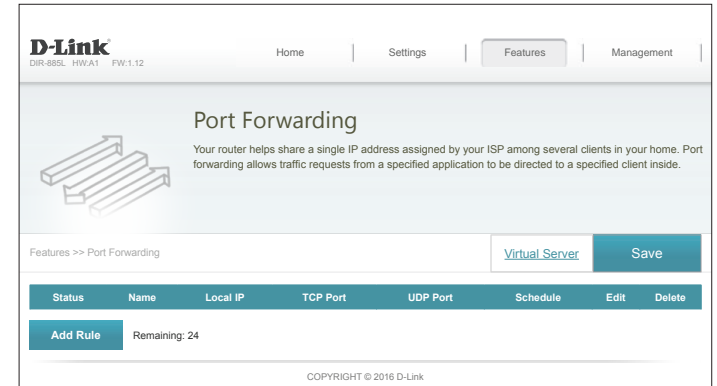 D-Link
DIR-885L HW:A1 FW:1.12
Home
Settings
Features
Management
Port Forwarding
Your router helps share a single IP address assigned by your ISP among several clients in your home. Port
forwarding allows traffic requests from a specified application to be directed to a specified client inside.
Features >> Port Forwarding
Virtual Server
Save
Status Name Local IP TCP Port UDP Port Schedule Edit Delete
Add Rule
Remaining: 24
COPYRIGHT © 2016 D-Link